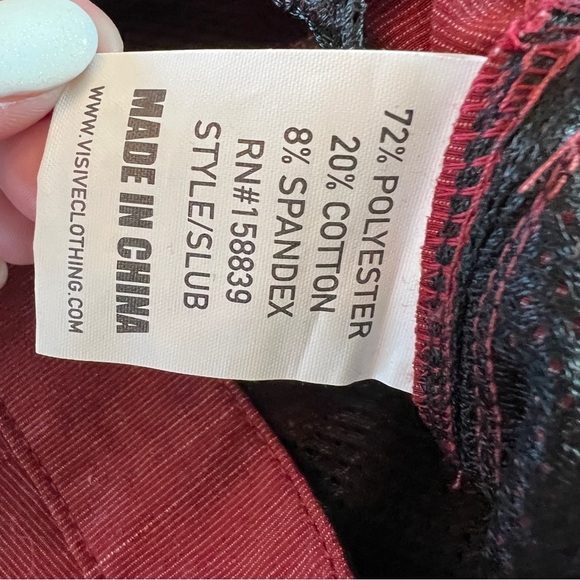 72% POLYESTER
20% COTTON
8% SPANDEX
RN#158839
STYLE/SLUB
MADE IN CHINA
WWW.VISIVECLOTHING.COM